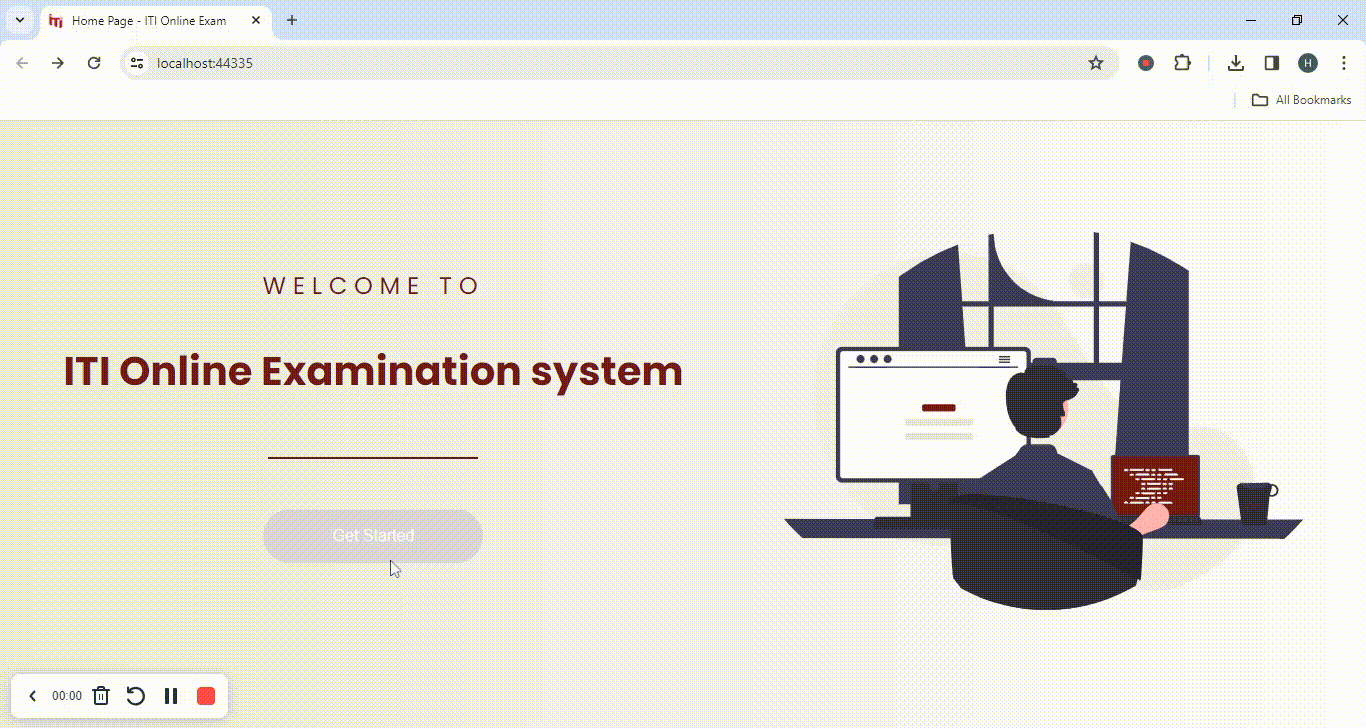 iTi Home Page - ITI Online Exam
localhost:44335
H
All Bookmarks
WELCOME TO
ITI Online Examination system
Get Started
00:00